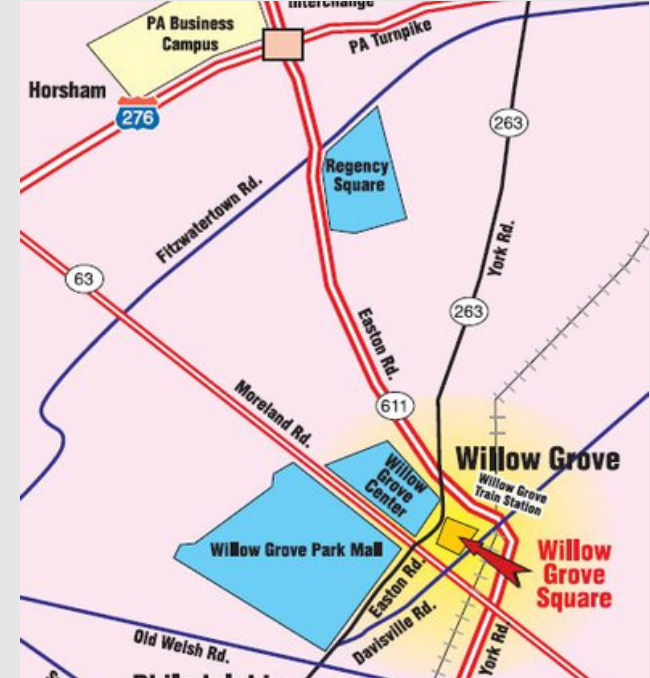 Interchange
PA Business
Campus
PA Turnpike
Horsham
276
263
Regency
Square
Fitzwatertown Rd.
York Rd.
63
263
Easton Rd.
Moreland Rd.
611
Willow Grove
Willow
Grove
Center
Willow Grove
Train Station
Willow Grove Park Mall
Willow
Grove
Square
Easton Rd.
Davisville Rd.
Old Welsh Rd.
York Rd.